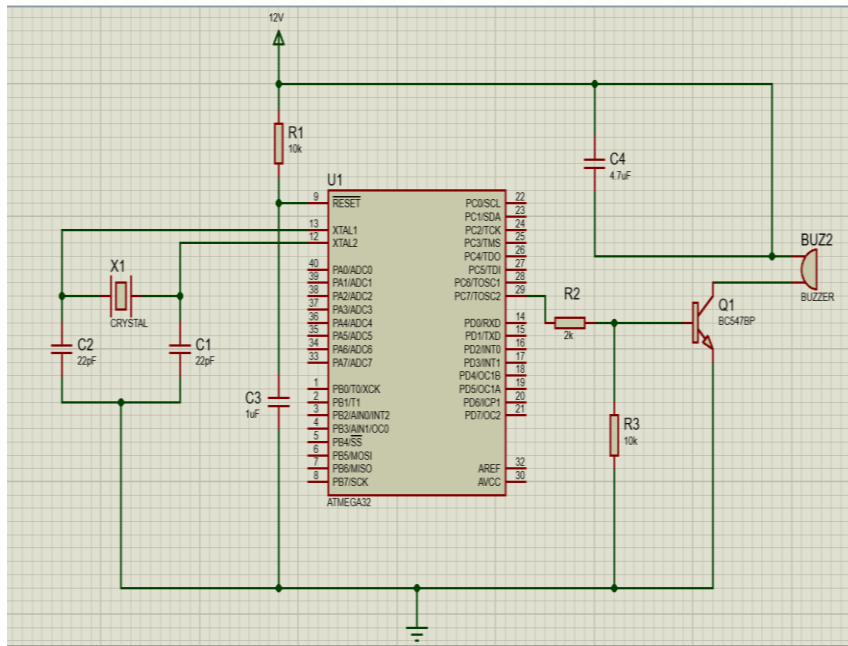 12V
R1
10k
C4
4.7uF
U1
9 RESET
13 XTAL1
12 XTAL2
40 PA0/ADC0
39 PA1/ADC1
38 PA2/ADC2
37 PA3/ADC3
36 PA4/ADC4
35 PA5/ADC5
34 PA6/ADC6
33 PA7/ADC7
1 PB0/T0/XCK
2 PB1/T1
3 PB2/AIN0/INT2
4 PB3/AIN1/OC0
5 PB4/SS
6 PB5/MOSI
7 PB6/MISO
8 PB7/SCK
PC0/SCL 22
PC1/SDA 23
PC2/TCK 24
PC3/TMS 25
PC4/TDO 26
PC5/TDI 27
PC6/TOSC1 28
PC7/TOSC2 29
PD0/RXD 14
PD1/TXD 15
PD2/INT0 16
PD3/INT1 17
PD4/OC1B 18
PD5/OC1A 19
PD6/ICP1 20
PD7/OC2 21
AREF 32
AVCC 30
ATMEGA32
X1
CRYSTAL
C2
22pF
C1
22pF
C3
1uF
R2
2k
R3
10k
Q1
BC547BP
BUZ2
BUZZER